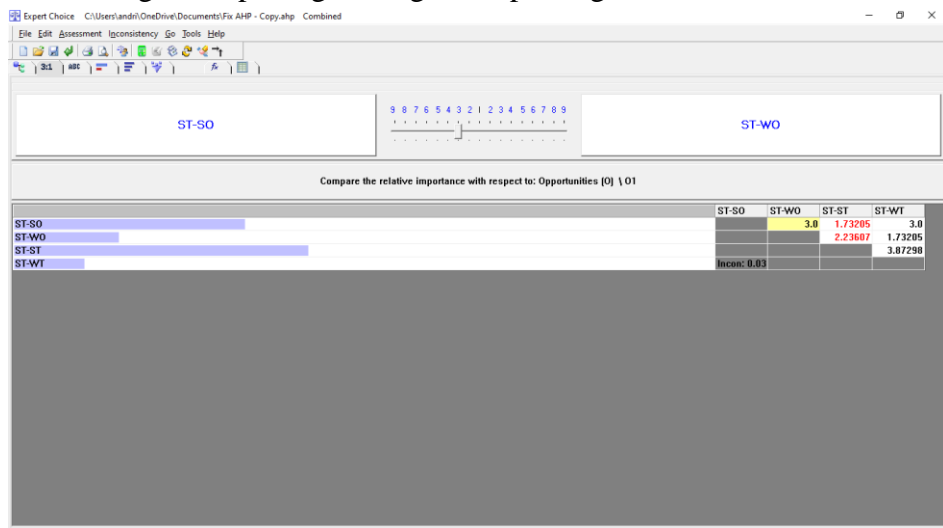 Expert Choice C:\Users\andri\OneDrive\Documents\Fix AHP - Copy.ahp Combined
File Edit Assessment Inconsistency Go Tools Help
3:1 ABC
ST-SO
9 8 7 6 5 4 3 2 1 2 3 4 5 6 7 8 9
ST-WO
Compare the relative importance with respect to: Opportunities (O) \ O1
ST-SO ST-WO ST-ST ST-WT
ST-SO 3.0 1.73205 3.0
ST-WO 2.23607 1.73205
ST-ST 3.87298
ST-WT Incon: 0.03